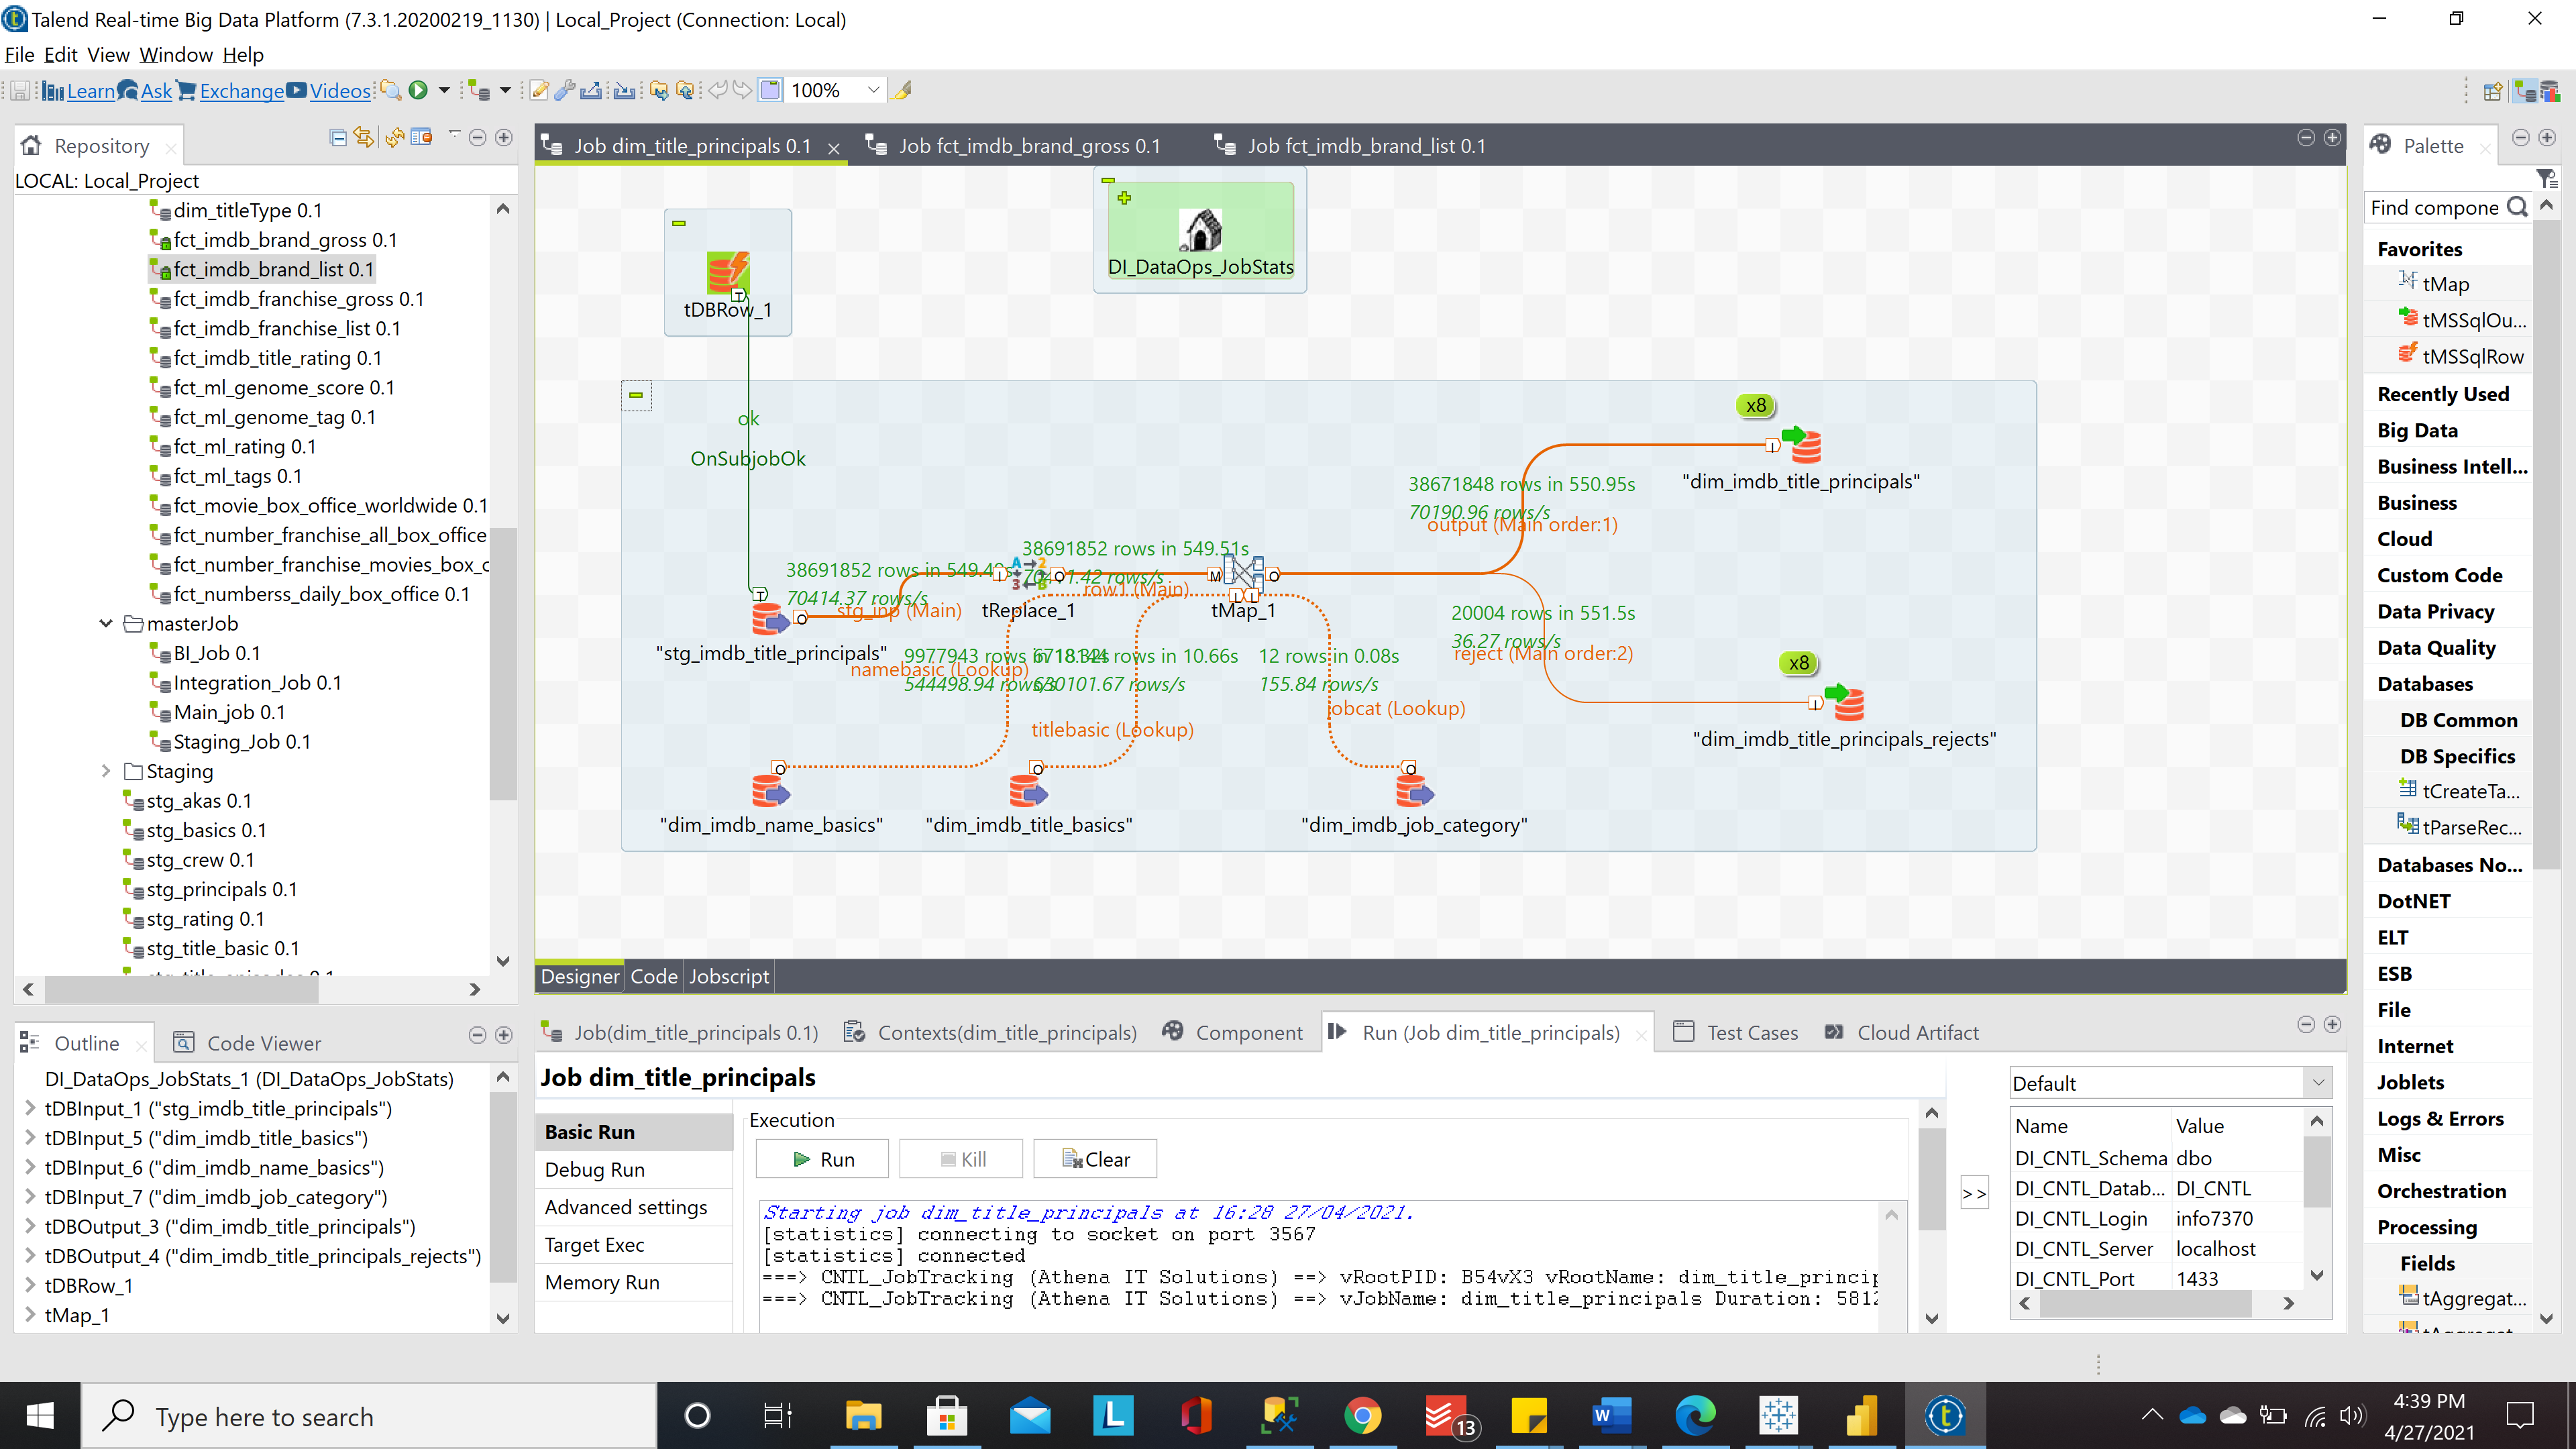 Talend Real-time Big Data Platform (7.3.1.20200219_1130) | Local_Project (Connection: Local)
File Edit View Window Help
Learn Ask Exchange Videos 100%
Repository
LOCAL: Local_Project
dim_titleType 0.1
fct_imdb_brand_gross 0.1
fct_imdb_brand_list 0.1
fct_imdb_franchise_gross 0.1
fct_imdb_franchise_list 0.1
fct_imdb_title_rating 0.1
fct_ml_genome_score 0.1
fct_ml_genome_tag 0.1
fct_ml_rating 0.1
fct_ml_tags 0.1
fct_movie_box_office_worldwide 0.1
fct_number_franchise_all_box_office
fct_number_franchise_movies_box_c
fct_numberss_daily_box_office 0.1
masterJob
BI_Job 0.1
Integration_Job 0.1
Main_job 0.1
Staging_Job 0.1
Staging
stg_akas 0.1
stg_basics 0.1
stg_crew 0.1
stg_principals 0.1
stg_rating 0.1
stg_title_basic 0.1
Job dim_title_principals 0.1
Job fct_imdb_brand_gross 0.1
Job fct_imdb_brand_list 0.1
DI_DataOps_JobStats
tDBRow_1
ok
OnSubjobOk
x8
"dim_imdb_title_principals"
38671848 rows in 550.95s
70190.96 rows/s
output (Main order:1)
38691852 rows in 549.51s
row1 (Main)
70414.37 rows/s
stg_inp (Main)
tReplace_1
tMap_1
"stg_imdb_title_principals"
20004 rows in 551.5s
36.27 rows/s
reject (Main order:2)
x8
"dim_imdb_title_principals_rejects"
namebasic (Lookup)
rows in 10.66s
630101.67 rows/s
titlebasic (Lookup)
12 rows in 0.08s
155.84 rows/s
jobcat (Lookup)
"dim_imdb_name_basics"
"dim_imdb_title_basics"
"dim_imdb_job_category"
Designer Code Jobscript
Palette
Find compone
Favorites
tMap
tMSSqlOu...
tMSSqlRow
Recently Used
Big Data
Business Intell...
Business
Cloud
Custom Code
Data Privacy
Data Quality
Databases
DB Common
DB Specifics
tCreateTa...
tParseRec...
Databases No...
DotNET
ELT
ESB
File
Internet
Joblets
Logs & Errors
Misc
Orchestration
Processing
Fields
tAggregat...
Outline
Code Viewer
DI_DataOps_JobStats_1 (DI_DataOps_JobStats)
tDBInput_1 ("stg_imdb_title_principals")
tDBInput_5 ("dim_imdb_title_basics")
tDBInput_6 ("dim_imdb_name_basics")
tDBInput_7 ("dim_imdb_job_category")
tDBOutput_3 ("dim_imdb_title_principals")
tDBOutput_4 ("dim_imdb_title_principals_rejects")
tDBRow_1
tMap_1
Job(dim_title_principals 0.1)
Contexts(dim_title_principals)
Component
Run (Job dim_title_principals)
Test Cases
Cloud Artifact
Job dim_title_principals
Basic Run
Debug Run
Advanced settings
Target Exec
Memory Run
Execution
Run
Kill
Clear
Starting job dim_title_principals at 16:28 27/04/2021.
[statistics] connecting to socket on port 3567
[statistics] connected
===> CNTL_JobTracking (Athena IT Solutions) ==> vRootPID: B54vX3 vRootName: dim_title_princip
===> CNTL_JobTracking (Athena IT Solutions) ==> vJobName: dim_title_principals Duration: 5812
>>
Default
Name Value
DI_CNTL_Schema dbo
DI_CNTL_Datab... DI_CNTL
DI_CNTL_Login info7370
DI_CNTL_Server localhost
DI_CNTL_Port 1433
Type here to search
13
4:39 PM
4/27/2021